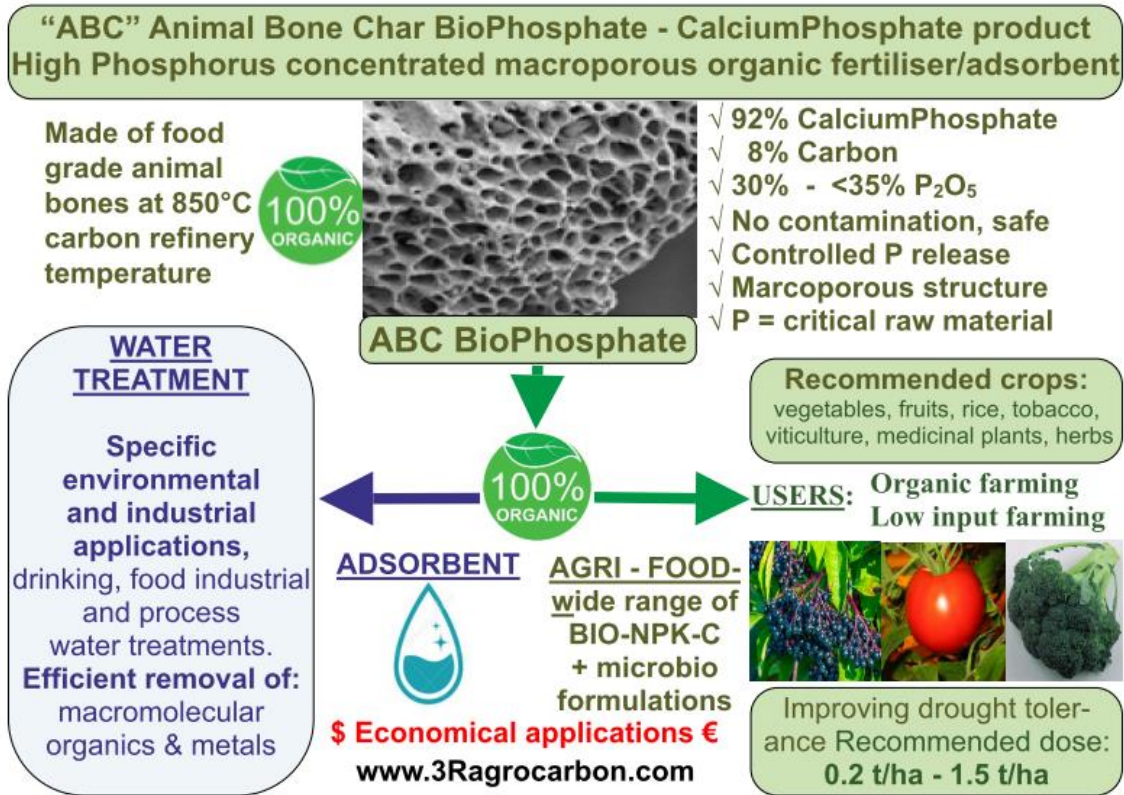 “ABC” Animal Bone Char BioPhosphate - CalciumPhosphate product
High Phosphorus concentrated macroporous organic fertiliser/adsorbent
Made of food
grade animal
bones at 850°C
carbon refinery
temperature
100%
ORGANIC
√ 92% CalciumPhosphate
√ 8% Carbon
√ 30% - <35% P₂O₅
√ No contamination, safe
√ Controlled P release
√ Marcoporous structure
√ P = critical raw material
ABC BioPhosphate
WATER
TREATMENT
Specific
environmental
and industrial
applications,
drinking, food industrial
and process
water treatments.
Efficient removal of:
macromolecular
organics & metals
100%
ORGANIC
ADSORBENT
AGRI - FOOD-
wide range of
BIO-NPK-C
+ microbio
formulations
$ Economical applications €
www.3Ragrocarbon.com
Recommended crops:
vegetables, fruits, rice, tobacco,
viticulture, medicinal plants, herbs
USERS: Organic farming
Low input farming
Improving drought toler-
ance Recommended dose:
0.2 t/ha - 1.5 t/ha